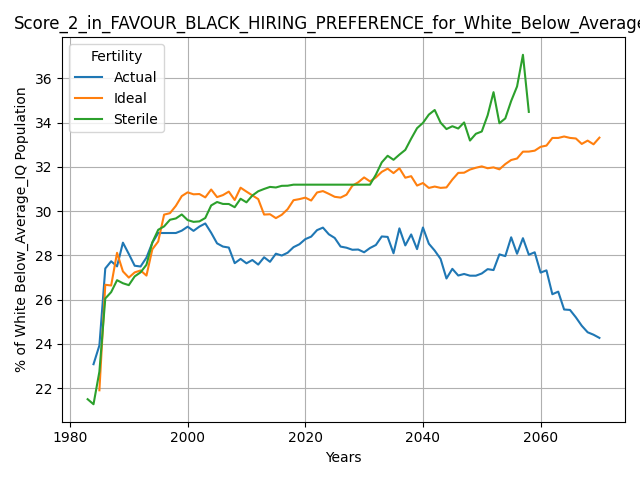 Score_2_in_FAVOUR_BLACK_HIRING_PREFERENCE_for_White_Below_Average
Fertility
Actual
Ideal
Sterile
% of White Below_Average_IQ Population
36
34
32
30
28
26
24
22
1980
2000
2020
2040
2060
Years